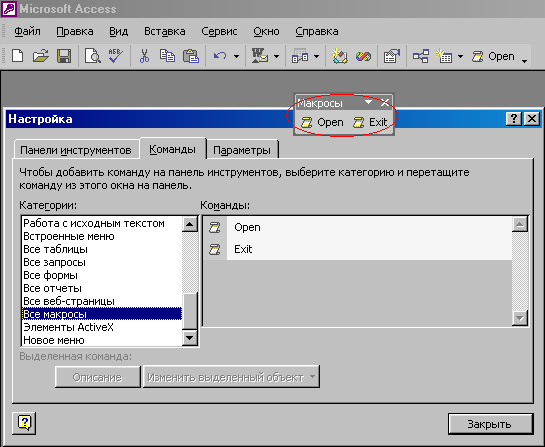 Microsoft Access
Файл Правка Вид Вставка Сервис Окно Справка
Open
Макросы
Open Exit
Настройка
Панели инструментов Команды Параметры
Чтобы добавить команду на панель инструментов, выберите категорию и перетащите
команду из этого окна на панель.
Категории: Команды:
Работа с исходным текстом
Встроенные меню
Все таблицы
Все запросы
Все формы
Все отчеты
Все веб-страницы
Все макросы
Элементы ActiveX
Новое меню
Open
Exit
Выделенная команда:
Описание Изменить выделенный объект
Закрыть